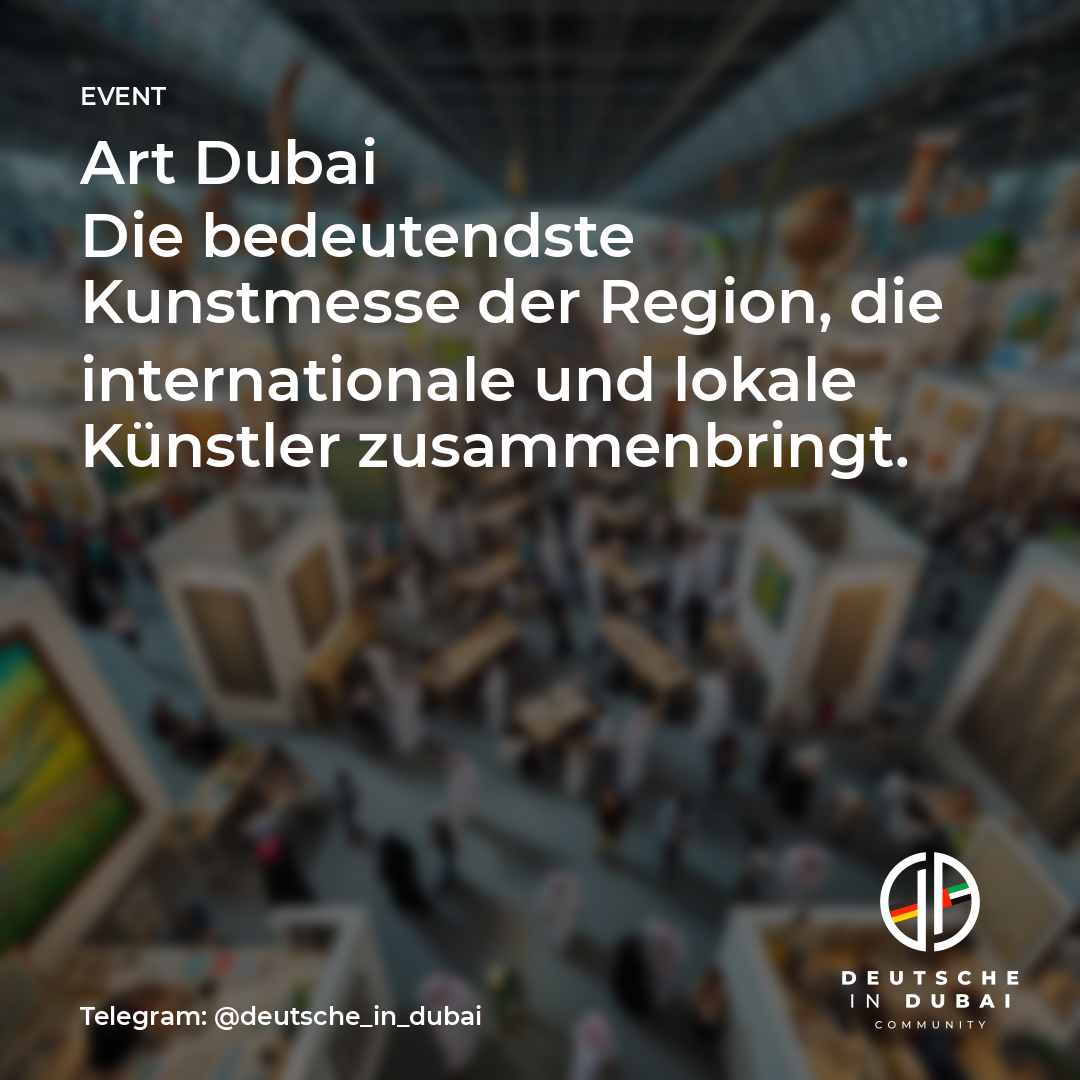 EVENT
Art Dubai
Die bedeutendste
Kunstmesse der Region, die
internationale und lokale
Künstler zusammenbringt.
DEUTSCHE
IN DUBAI
COMMUNITY
Telegram: @deutsche_in_dubai